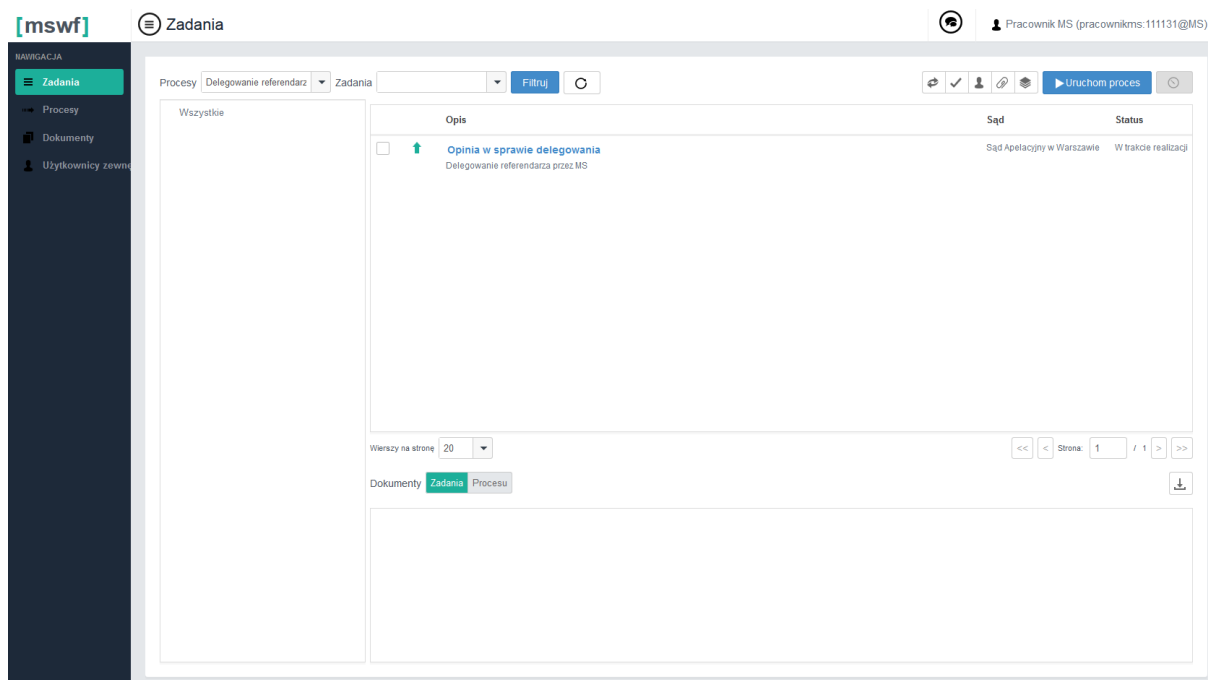 [mswf]
Zadania
Pracownik MS (pracownikms:111131@MS)
NAWIGACJA
Zadania
Procesy
Dokumenty
Użytkownicy zewnę
Procesy Delegowanie referendarz Zadania Filtruj Uruchom proces
Wszystkie
Opis Sąd Status
Opinia w sprawie delegowania Sąd Apelacyjny w Warszawie W trakcie realizacji
Delegowanie referendarza przez MS
Wierszy na stronę 20 << < Strona: 1 / 1 > >>
Dokumenty Zadania Procesu